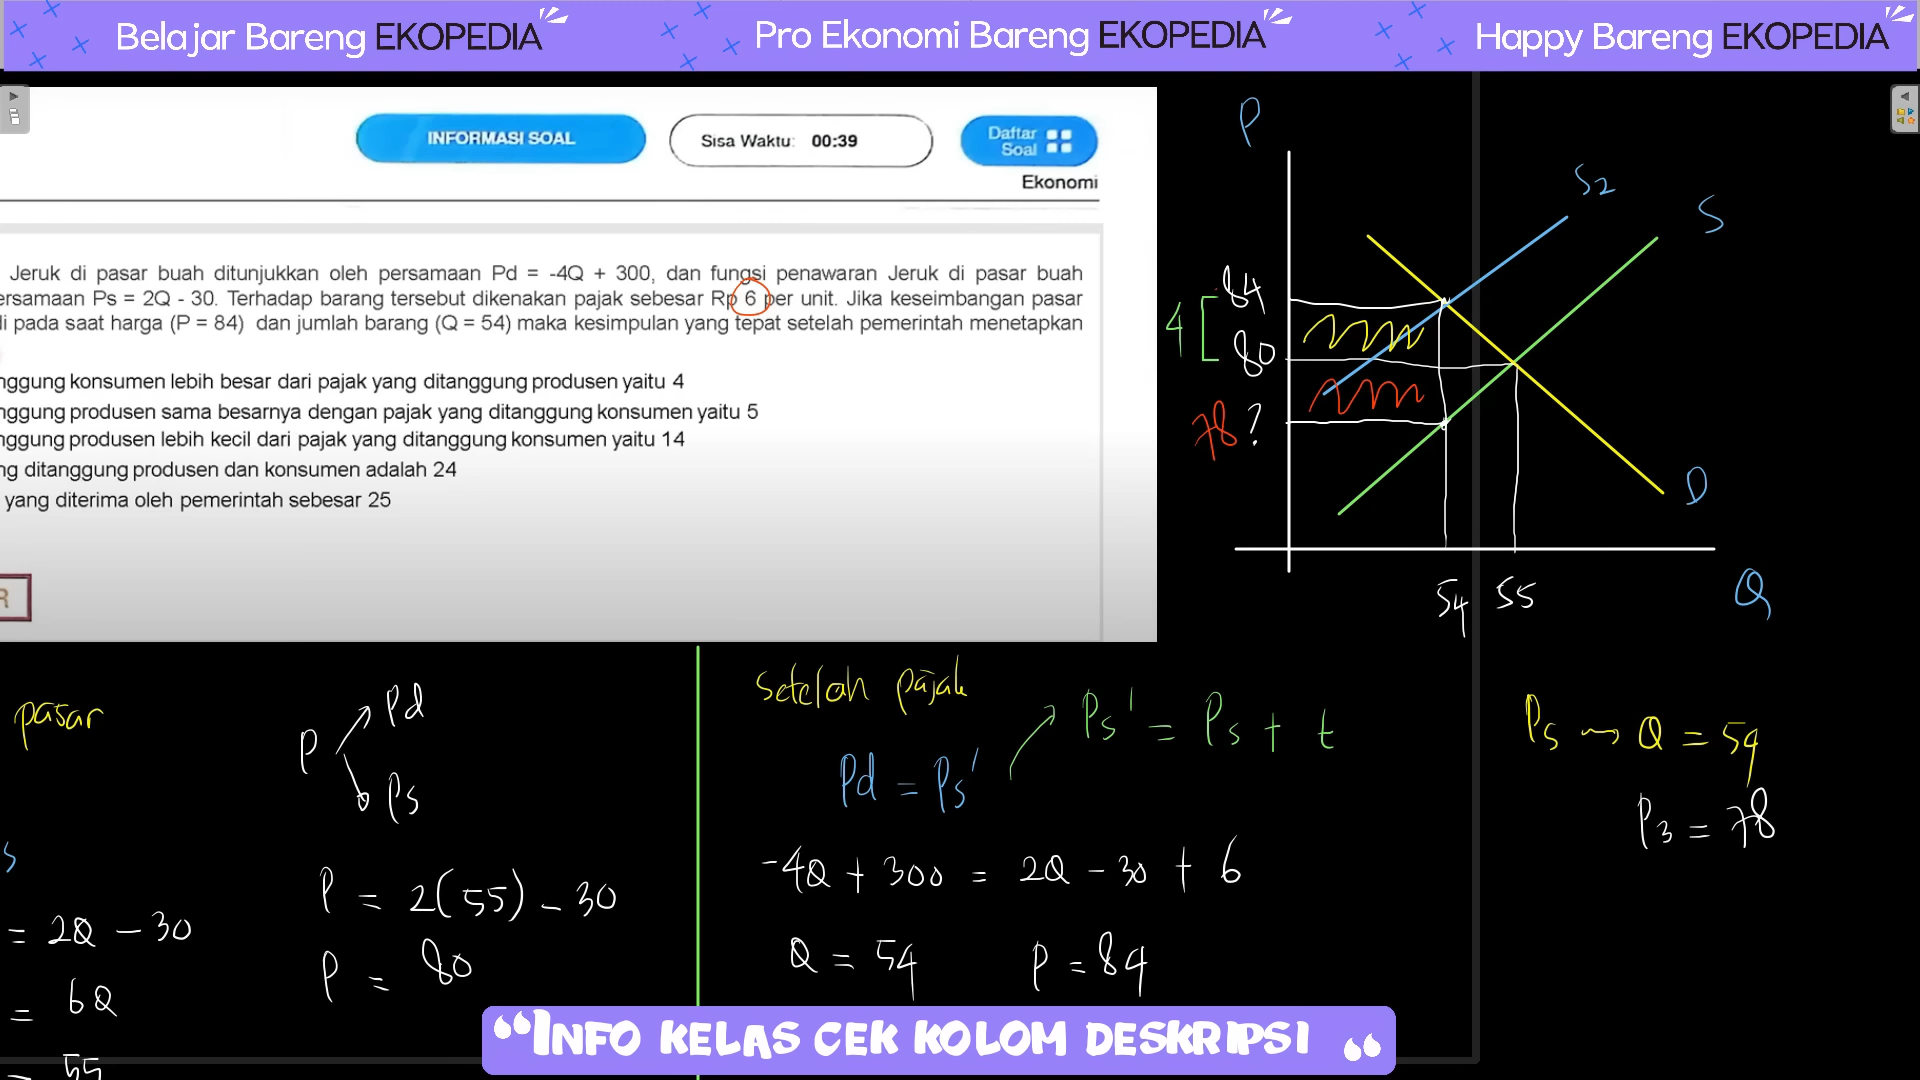 Belajar Bareng EKOPEDIA
Pro Ekonomi Bareng EKOPEDIA
Happy Bareng EKOPEDIA
INFORMASI SOAL
Sisa Waktu: 00:39
Daftar Soal
Ekonomi
Jeruk di pasar buah ditunjukkan oleh persamaan Pd = -4Q + 300, dan fungsi penawaran Jeruk di pasar buah
ersamaan Ps = 2Q - 30. Terhadap barang tersebut dikenakan pajak sebesar Rp 6 per unit. Jika keseimbangan pasar
di pada saat harga (P = 84) dan jumlah barang (Q = 54) maka kesimpulan yang tepat setelah pemerintah menetapkan
nggung konsumen lebih besar dari pajak yang ditanggung produsen yaitu 4
nggung produsen sama besarnya dengan pajak yang ditanggung konsumen yaitu 5
nggung produsen lebih kecil dari pajak yang ditanggung konsumen yaitu 14
ng ditanggung produsen dan konsumen adalah 24
yang diterima oleh pemerintah sebesar 25
R
P
S2
S
84
4 [
80
78 ?
D
54 55
Q
pasar
P
Pd
Ps
s
= 2Q - 30
= 6Q
= 55
P = 2(55) - 30
P = 80
setelah pajak
Ps' = Ps + t
Pd = Ps'
-4Q + 300 = 2Q - 30 + 6
Q = 54 P = 84
Ps → Q = 54
P3 = 78
"INFO KELAS CEK KOLOM DESKRIPSI"